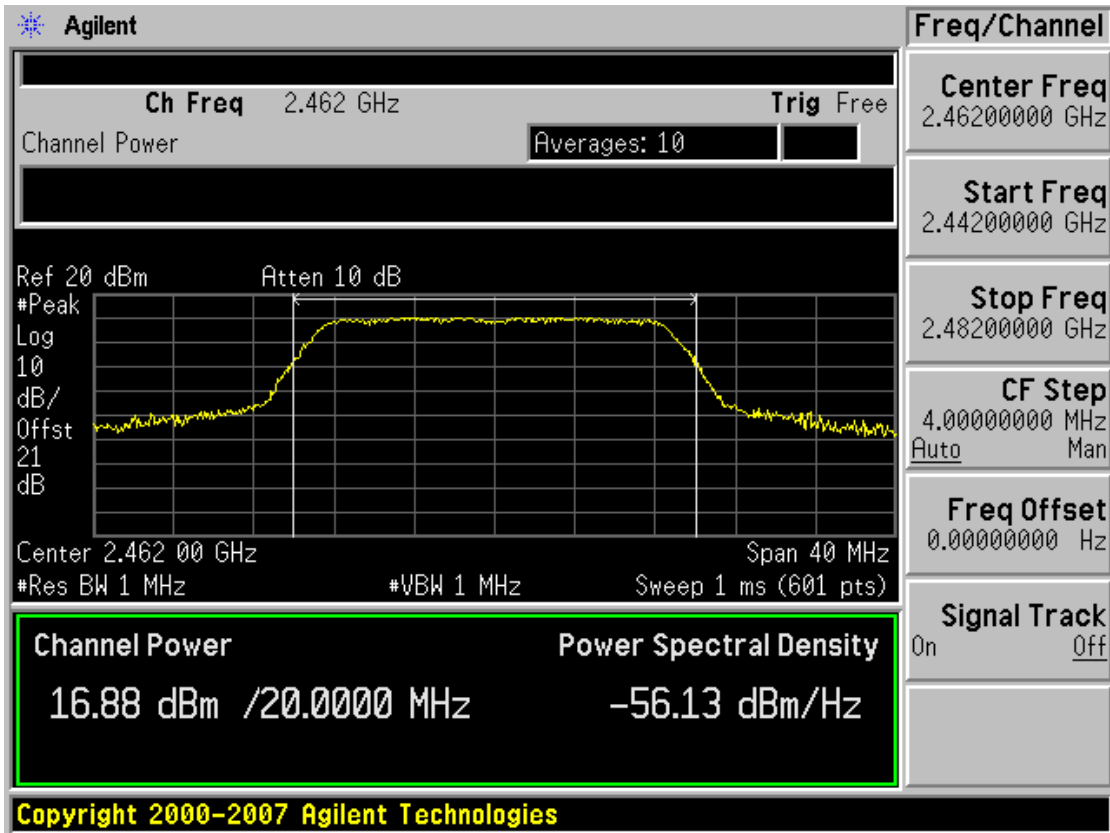 Agilent
Freq/Channel
Ch Freq 2.462 GHz Trig Free
Channel Power Averages: 10
Ref 20 dBm Atten 10 dB
#Peak
Log
10
dB/
Offst
21
dB
Center 2.462 00 GHz Span 40 MHz
#Res BW 1 MHz #VBW 1 MHz Sweep 1 ms (601 pts)
Channel Power Power Spectral Density
16.88 dBm /20.0000 MHz -56.13 dBm/Hz
Center Freq
2.46200000 GHz
Start Freq
2.44200000 GHz
Stop Freq
2.48200000 GHz
CF Step
4.00000000 MHz
Auto Man
Freq Offset
0.00000000 Hz
Signal Track
On Off
Copyright 2000-2007 Agilent Technologies